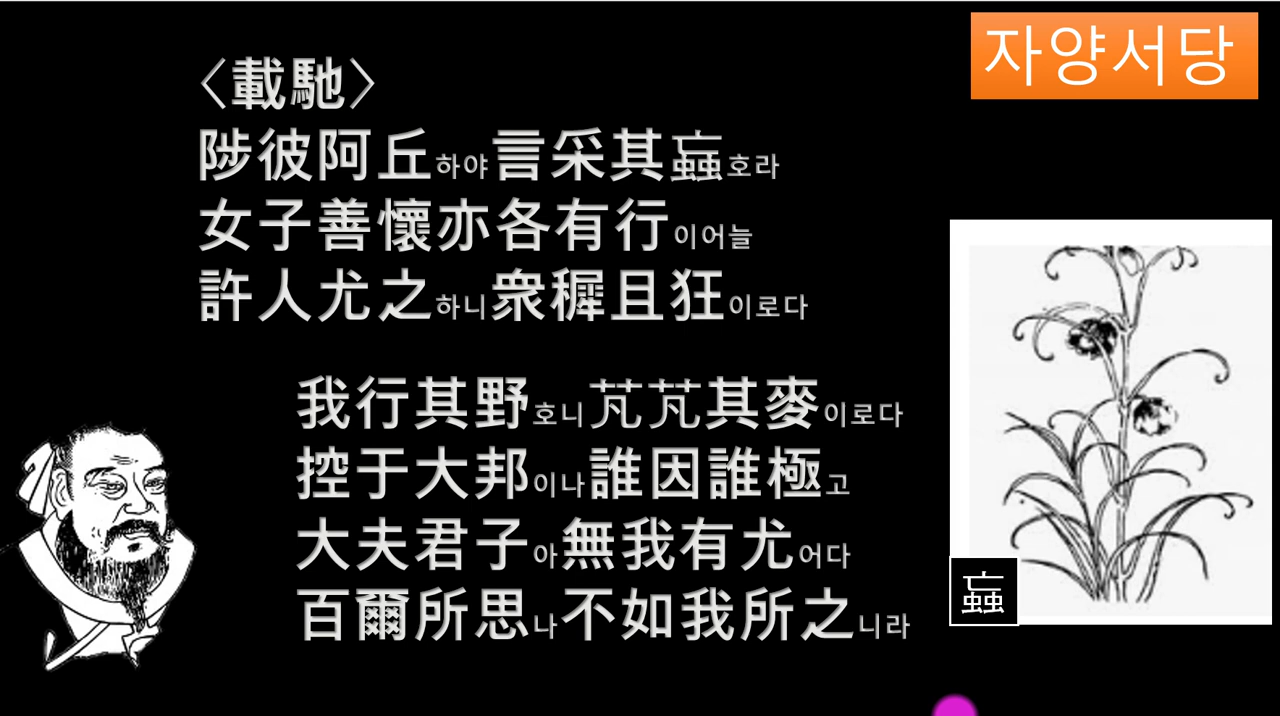 자양서당
〈載馳〉
陟彼阿丘하야言采其蝱호라
女子善懷亦各有行이어늘
許人尤之하니衆穉且狂이로다
我行其野호니芃芃其麥이로다
控于大邦이나誰因誰極고
大夫君子아無我有尤어다
百爾所思나不如我所之니라
蝱